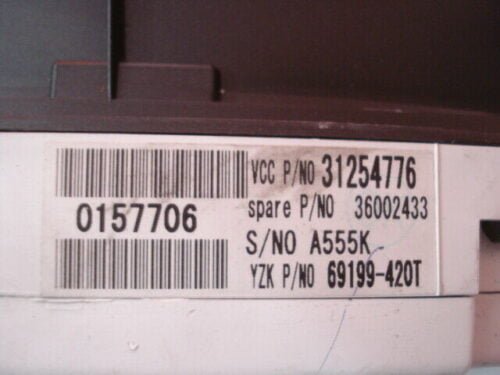 VCC P/NO 31254776
0157706
spare P/NO 36002433
S/NO A555K
YZK P/NO 69199-420T